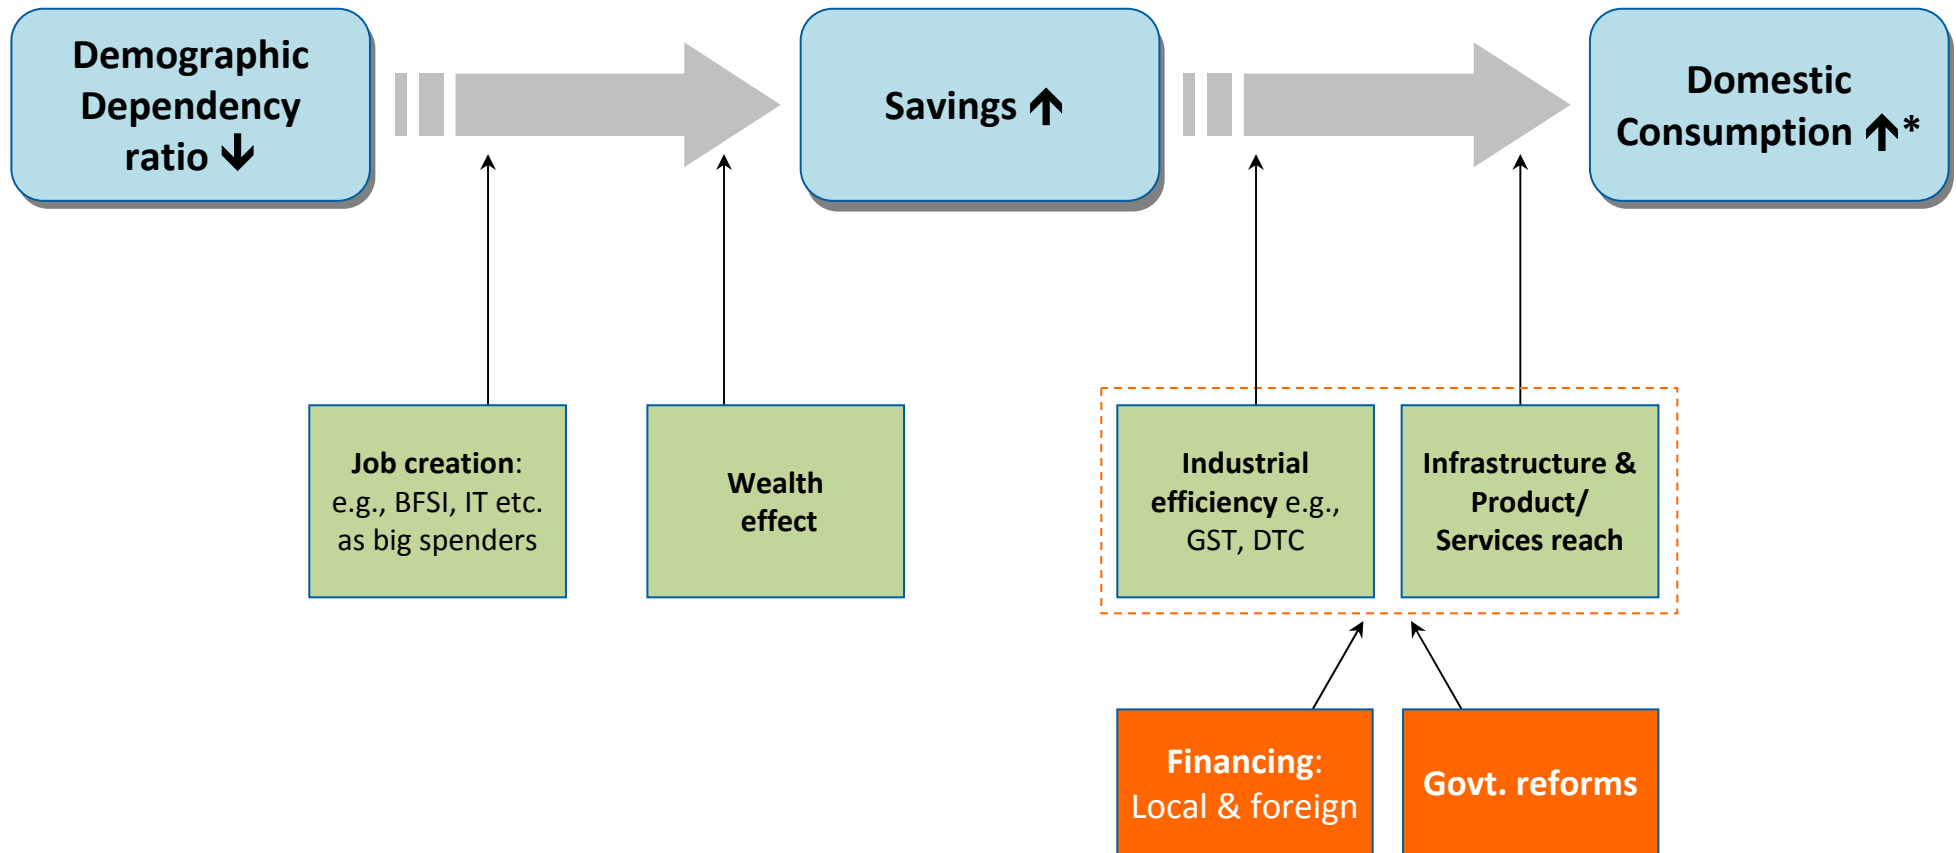 Demographic
Dependency
ratio ↓
Savings ↑
Domestic
Consumption ↑*
Job creation:
e.g., BFSI, IT etc.
as big spenders
Wealth
effect
Industrial
efficiency e.g.,
GST, DTC
Infrastructure &
Product/
Services reach
Financing:
Local & foreign
Govt. reforms